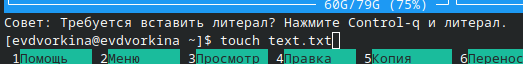 60G/79G (75%)
Совет: Требуется вставить литерал? Нажмите Control-q и литерал.
[evdvorkina@evdvorkina ~]$ touch text.txt
1Помощь 2Меню 3Просмотр 4Правка 5Копия 6Перенос